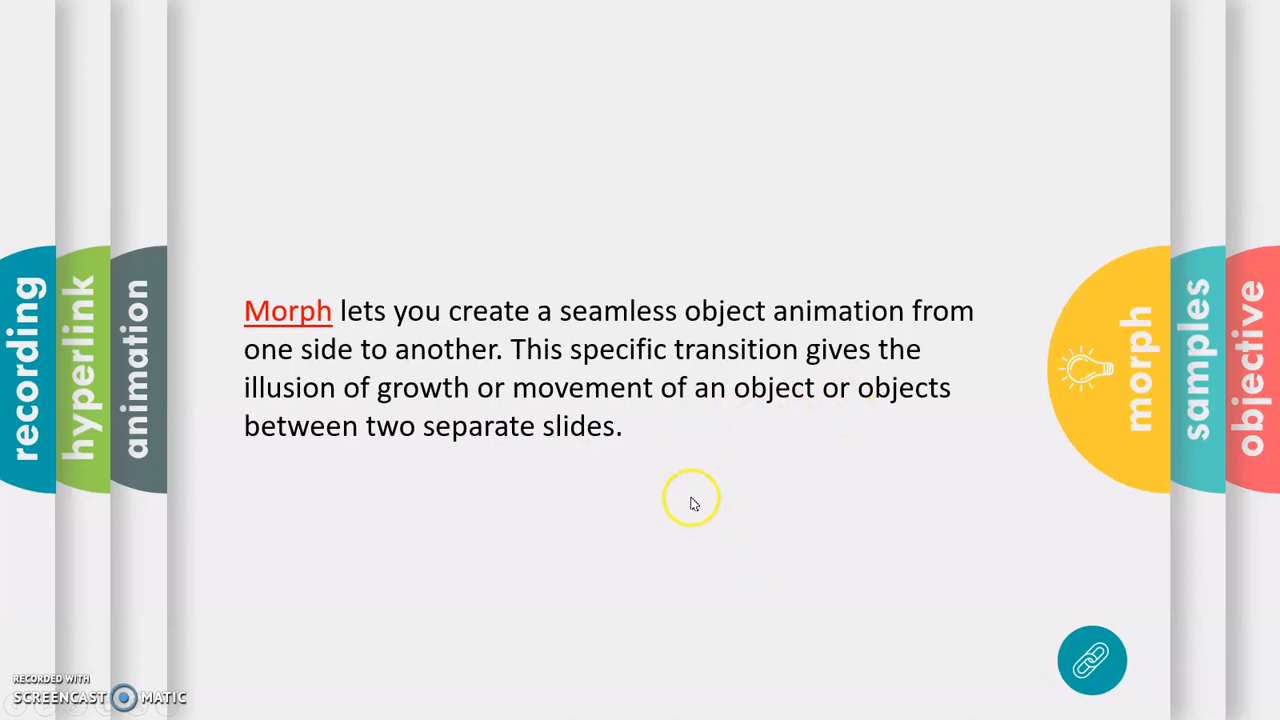 recording
hyperlink
animation
Morph lets you create a seamless object animation from
one side to another. This specific transition gives the
illusion of growth or movement of an object or objects
between two separate slides.
morph
samples
objective
RECORDED WITH
SCREENCAST MATIC